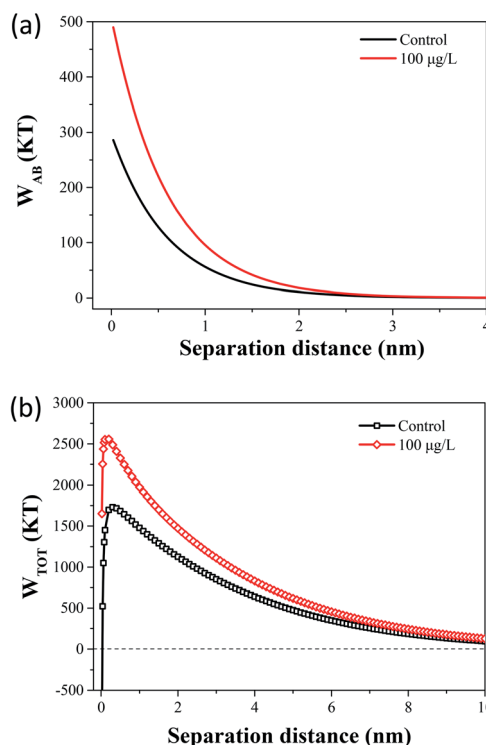 (a)
500
400
300
200
100
0
W_AB (KT)
Control
100 µg/L
0 1 2 3 4
Separation distance (nm)
(b)
3000
2500
2000
1500
1000
500
0
-500
W_TOT (KT)
Control
100 µg/L
0 2 4 6 8 10
Separation distance (nm)